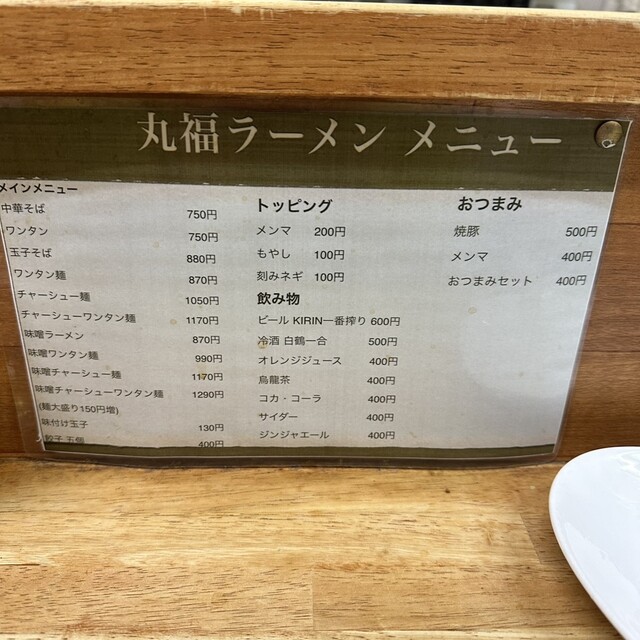 丸福ラーメン メニュー
メインメニュー
中華そば 750円
ワンタン 750円
玉子そば 880円
ワンタン麺 870円
チャーシュー麺 1050円
チャーシューワンタン麺 1170円
味噌ラーメン 870円
味噌ワンタン麺 990円
味噌チャーシュー麺 1170円
味噌チャーシューワンタン麺 1290円
(麺大盛り150円増)
味付け玉子 130円
餃子 五個 400円
トッピング
メンマ 200円
もやし 100円
刻みネギ 100円
飲み物
ビール KIRIN一番搾り 600円
冷酒 白鶴一合 500円
オレンジジュース 400円
烏龍茶 400円
コカ・コーラ 400円
サイダー 400円
ジンジャエール 400円
おつまみ
焼豚 500円
メンマ 400円
おつまみセット 400円